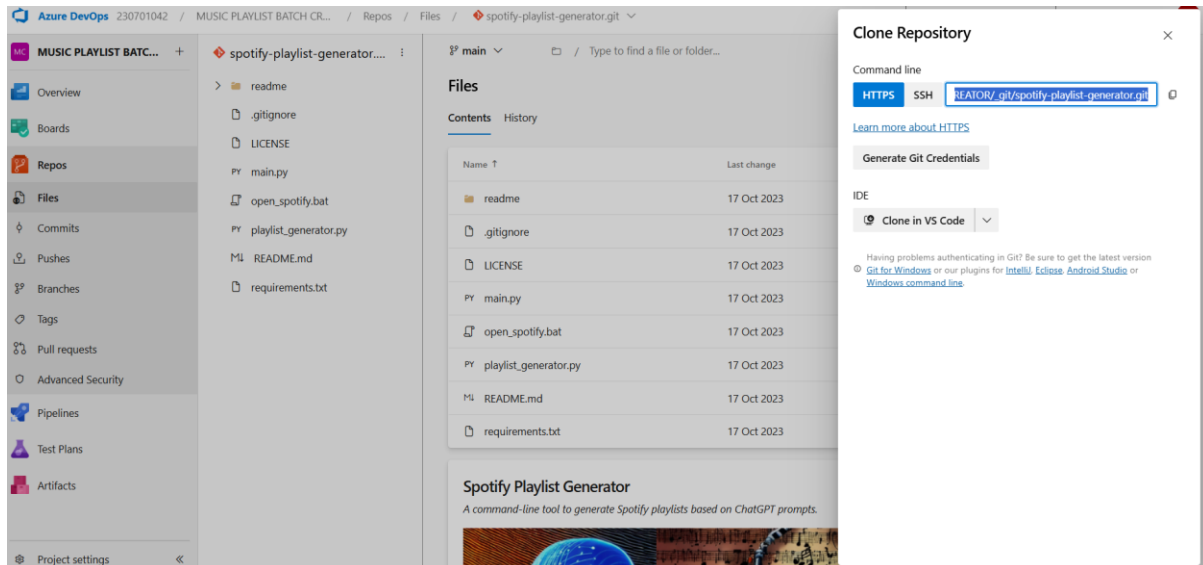 Azure DevOps 230701042 / MUSIC PLAYLIST BATCH CR... / Repos / Files / spotify-playlist-generator.git
MC MUSIC PLAYLIST BATC... +
Overview
Boards
Repos
Files
Commits
Pushes
Branches
Tags
Pull requests
Advanced Security
Pipelines
Test Plans
Artifacts
Project settings
spotify-playlist-generator....
readme
.gitignore
LICENSE
PY main.py
open_spotify.bat
PY playlist_generator.py
M↓ README.md
requirements.txt
main / Type to find a file or folder...
Files
Contents History
Name ↑ Last change
readme 17 Oct 2023
.gitignore 17 Oct 2023
LICENSE 17 Oct 2023
PY main.py 17 Oct 2023
open_spotify.bat 17 Oct 2023
PY playlist_generator.py 17 Oct 2023
M↓ README.md 17 Oct 2023
requirements.txt 17 Oct 2023
Spotify Playlist Generator
A command-line tool to generate Spotify playlists based on ChatGPT prompts.
Clone Repository
Command line
HTTPS SSH REATOR/_git/spotify-playlist-generator.git
Learn more about HTTPS
Generate Git Credentials
IDE
Clone in VS Code
Having problems authenticating in Git? Be sure to get the latest version
Git for Windows or our plugins for IntelliJ, Eclipse, Android Studio or
Windows command line.